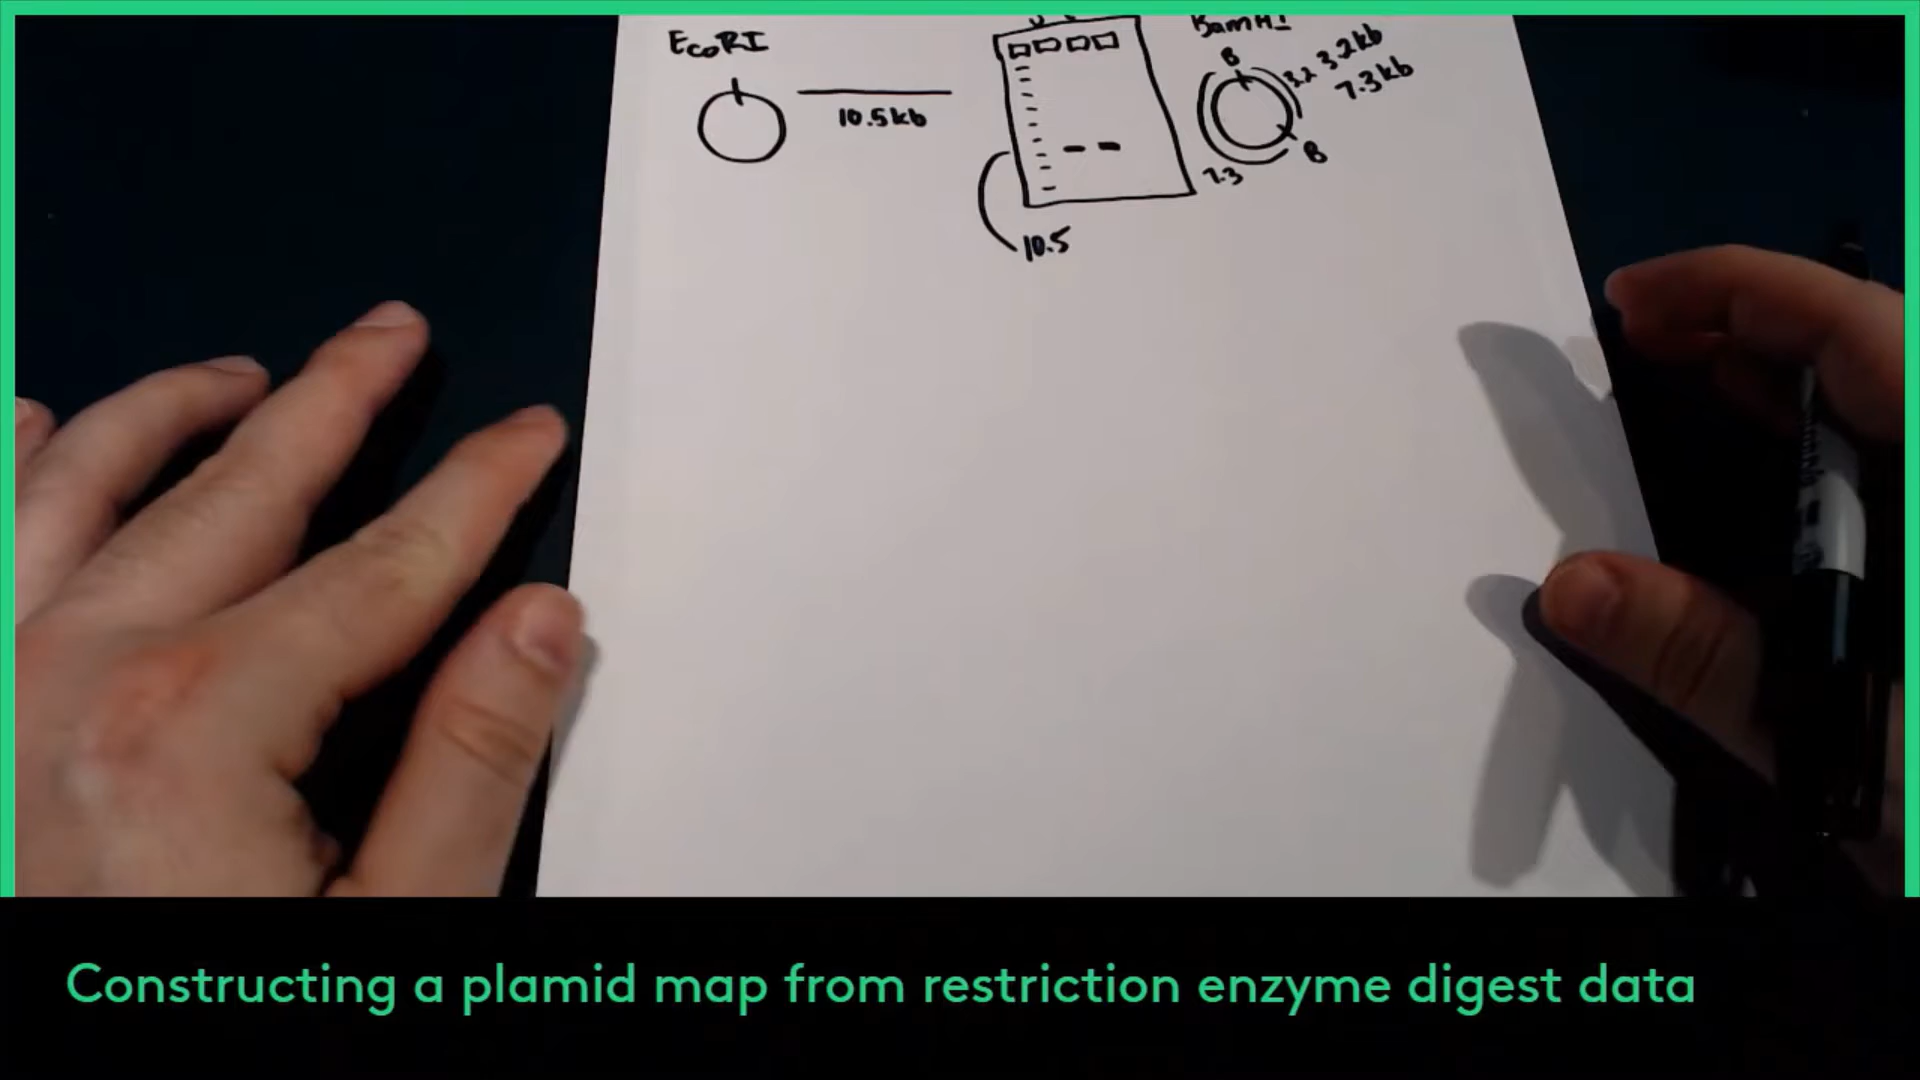 EcoRI
10.5kb
10.5
BamHI
B
3.2
3.2kb
7.3kb
B
7.3
Constructing a plamid map from restriction enzyme digest data